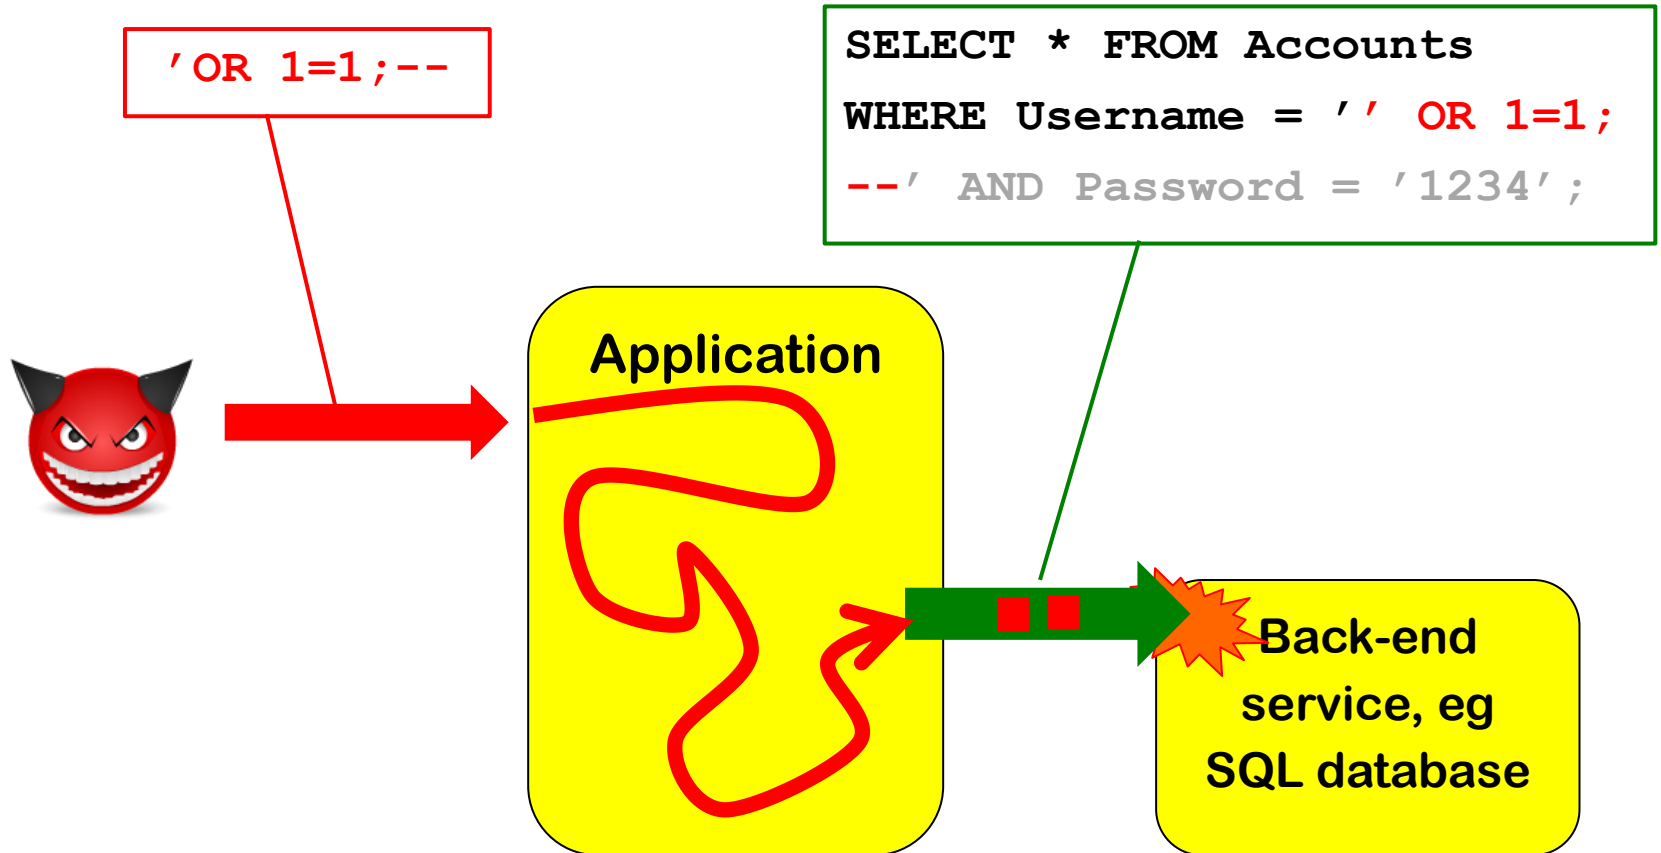 'OR 1=1;--
SELECT * FROM Accounts
WHERE Username = '' OR 1=1;
--' AND Password = '1234';
Application
Back-end
service, eg
SQL database